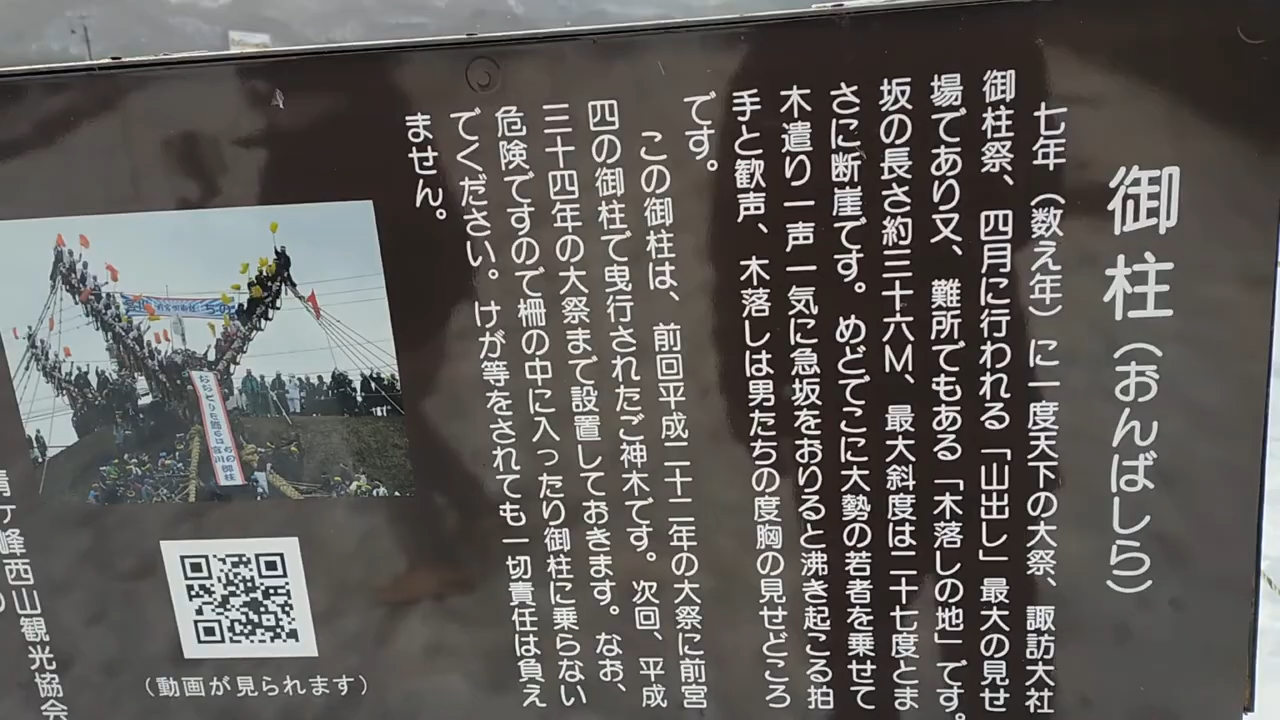 御柱（おんばしら）
七年（数え年）に一度天下の大祭、諏訪大社
御柱祭、四月に行われる「山出し」最大の見せ
場であり又、難所でもある「木落しの地」です。
坂の長さ約三十六M、最大斜度は二十七度とま
さに断崖です。めどでこに大勢の若者を乗せて
木遣り一声一気に急坂をおりると沸き起こる拍
手と歓声、木落しは男たちの度胸の見せどころ
です。
この御柱は、前回平成二十二年の大祭に前宮
四の御柱で曳行されたご神木です。次回、平成
三十四年の大祭まで設置しておきます。なお、
危険ですので柵の中に入ったり御柱に乗らない
でください。けが等をされても一切責任は負え
ません。
（動画が見られます）
ヶ峰西山観光協会